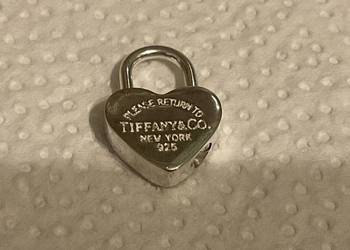 PLEASE RETURN TO
TIFFANY&CO.
NEW YORK
925